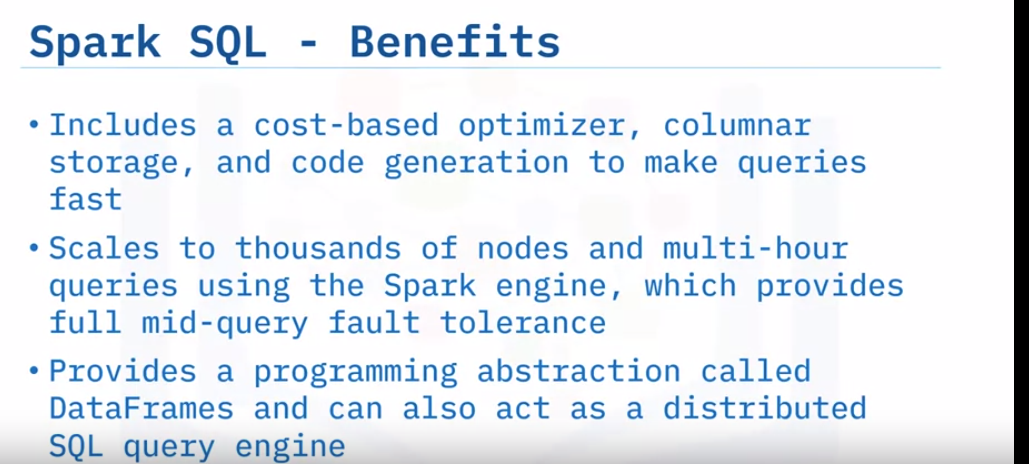 Spark SQL - Benefits
• Includes a cost-based optimizer, columnar
storage, and code generation to make queries
fast
• Scales to thousands of nodes and multi-hour
queries using the Spark engine, which provides
full mid-query fault tolerance
• Provides a programming abstraction called
DataFrames and can also act as a distributed
SQL query engine